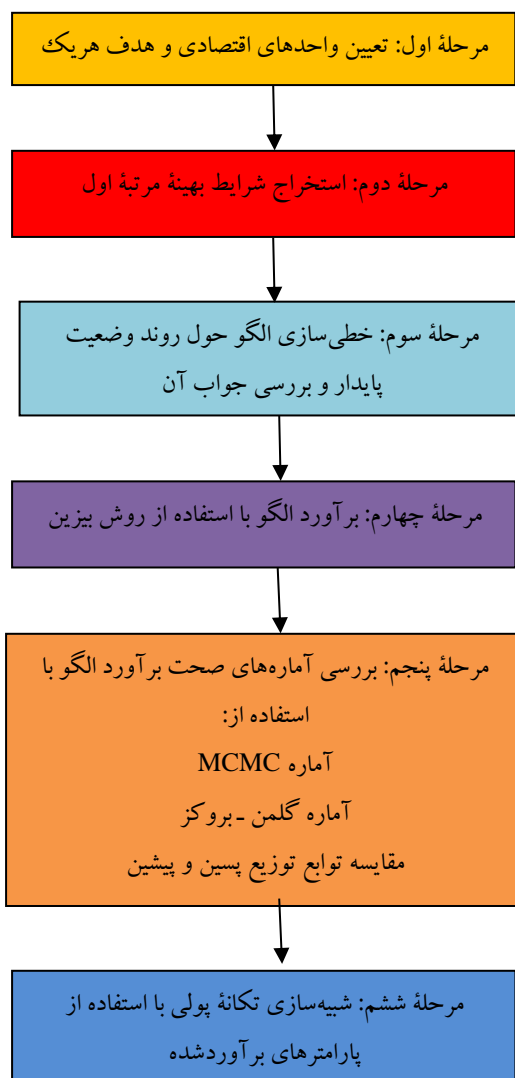 مرحلۀ اول: تعیین واحدهای اقتصادی و هدف هریک
مرحلۀ دوم: استخراج شرایط بهینۀ مرتبۀ اول
مرحلۀ سوم: خطی‌سازی الگو حول روند وضعیت
پایدار و بررسی جواب آن
مرحلۀ چهارم: برآورد الگو با استفاده از روش بیزین
مرحلۀ پنجم: بررسی آماره‌های صحت برآورد الگو با
استفاده از:
آماره MCMC
آماره گلمن ـ بروکز
مقایسه توابع توزیع پسین و پیشین
مرحلۀ ششم: شبیه‌سازی تکانۀ پولی با استفاده از
پارامترهای برآوردشده